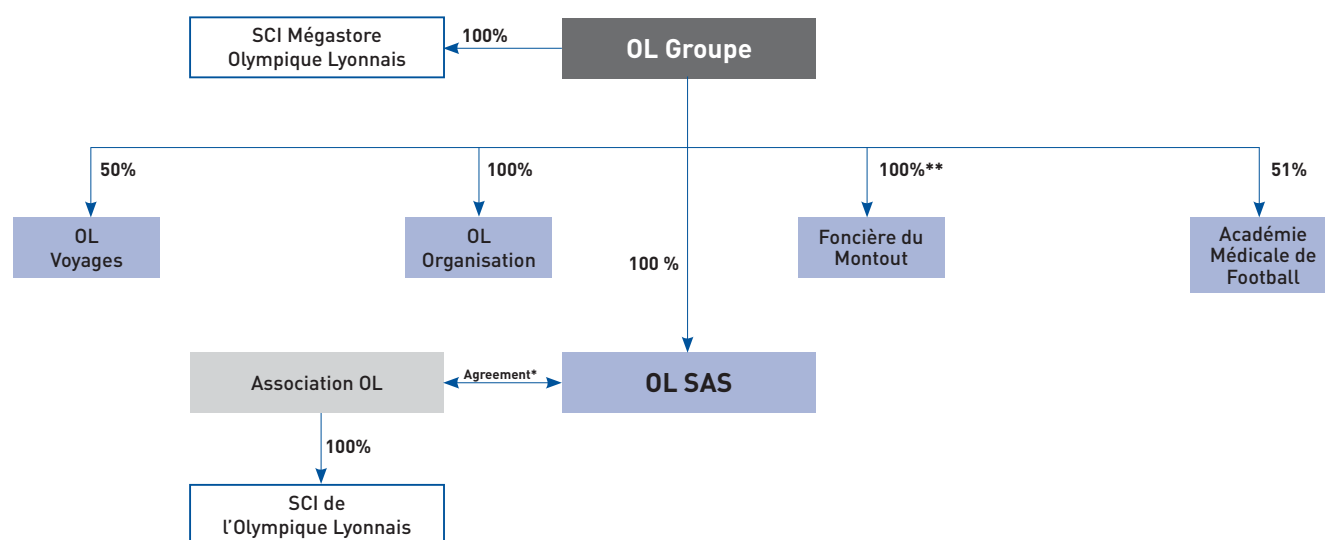 SCI Mégastore
Olympique Lyonnais
100%
OL Groupe
50%
100%
100%**
51%
OL
Voyages
OL
Organisation
100 %
Foncière du
Montout
Académie
Médicale de
Football
Association OL
Agreement*
OL SAS
100%
SCI de
l’Olympique Lyonnais